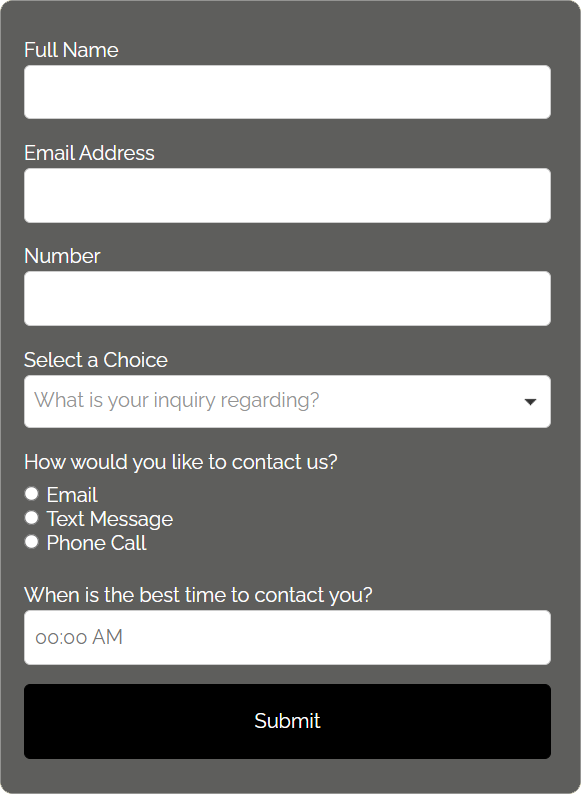 Full Name
Email Address
Number
Select a Choice
What is your inquiry regarding?
How would you like to contact us?
Email
Text Message
Phone Call
When is the best time to contact you?
00:00 AM
Submit